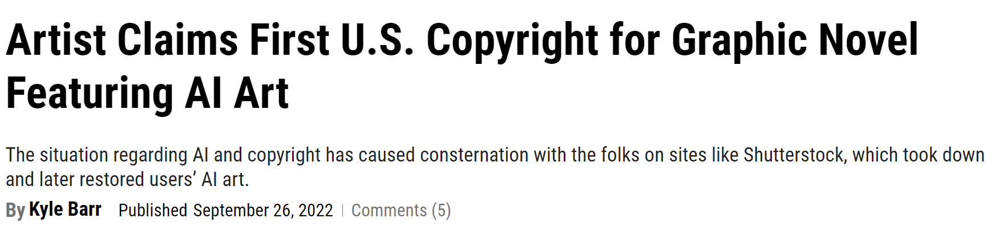 Artist Claims First U.S. Copyright for Graphic Novel
Featuring AI Art
The situation regarding AI and copyright has caused consternation with the folks on sites like Shutterstock, which took down
and later restored users’ AI art.
By Kyle Barr Published September 26, 2022 | Comments (5)